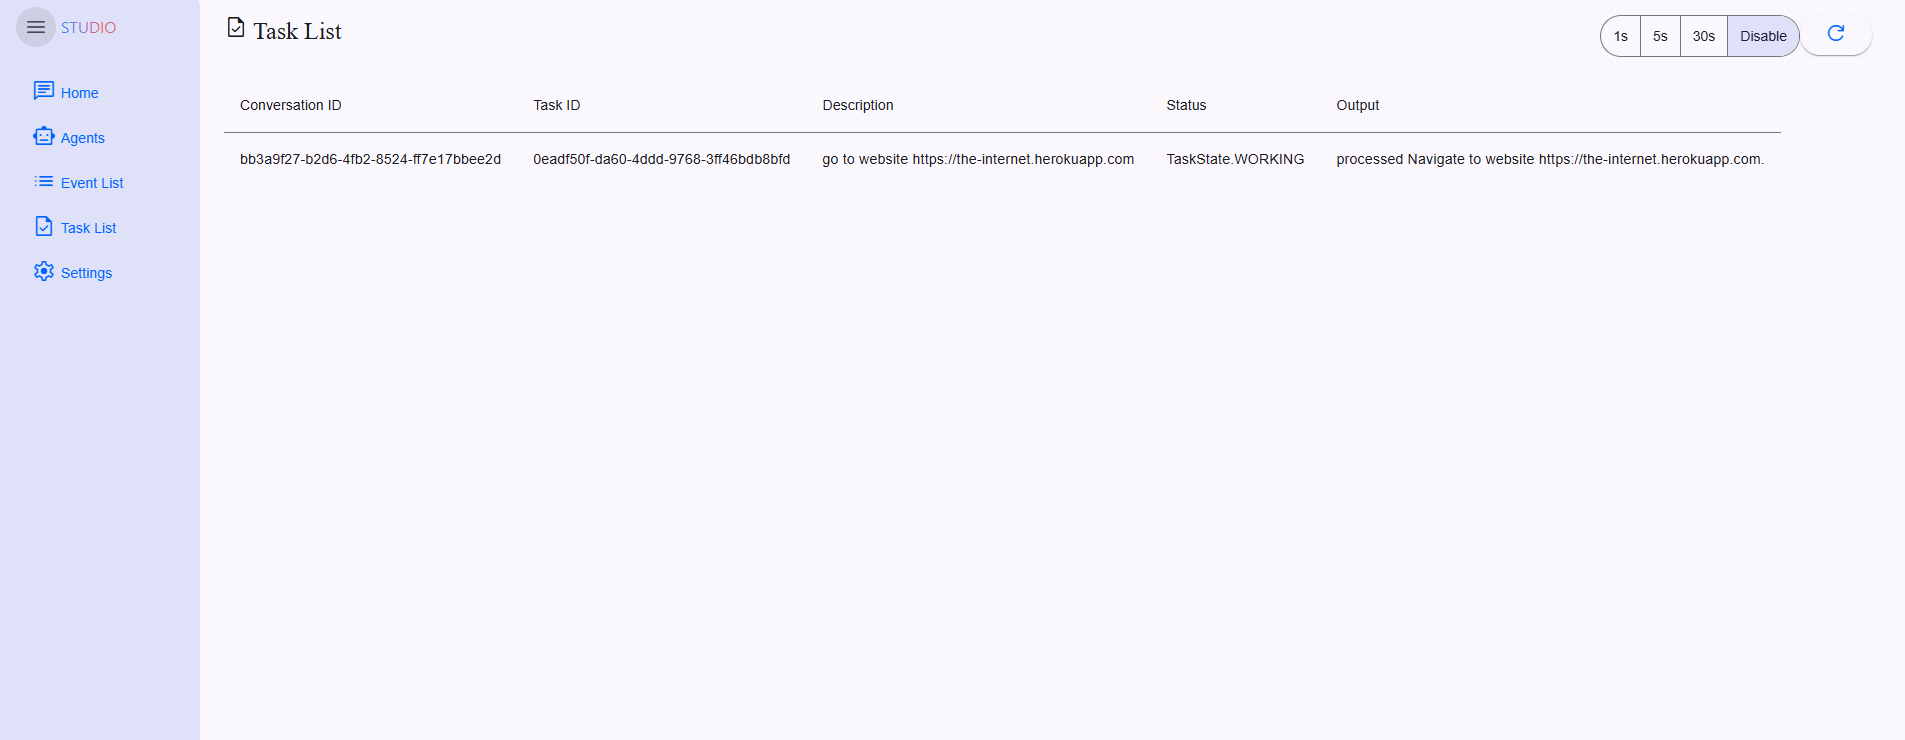 STUDIO
Home
Agents
Event List
Task List
Settings
Task List
1s 5s 30s Disable
Conversation ID Task ID Description Status Output
bb3a9f27-b2d6-4fb2-8524-ff7e17bbee2d 0eadf50f-da60-4ddd-9768-3ff46bdb8bfd go to website https://the-internet.herokuapp.com TaskState.WORKING processed Navigate to website https://the-internet.herokuapp.com.